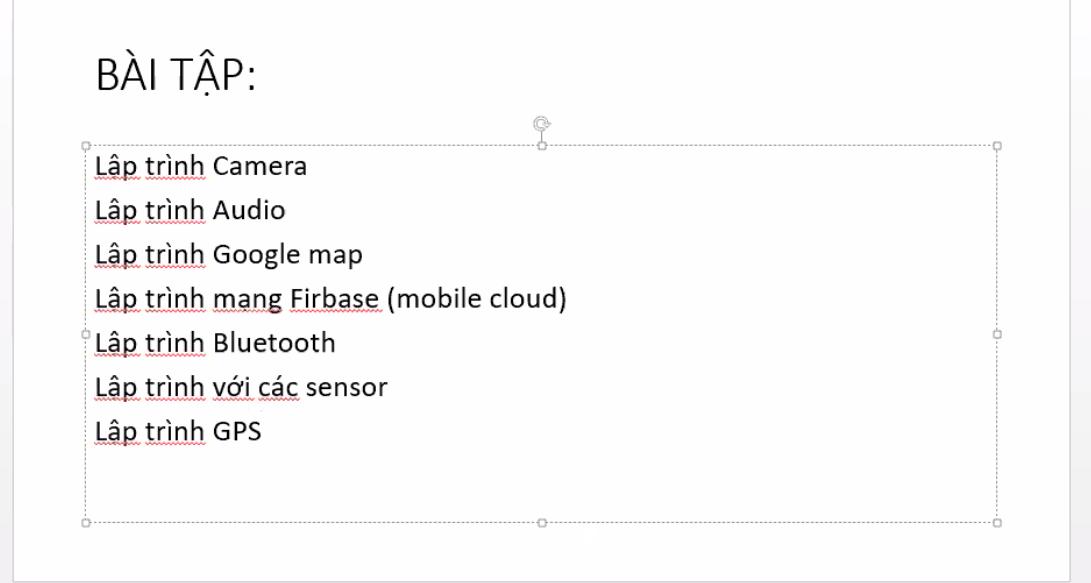 BÀI TẬP:
Lập trình Camera
Lập trình Audio
Lập trình Google map
Lập trình mạng Firbase (mobile cloud)
Lập trình Bluetooth
Lập trình với các sensor
Lập trình GPS